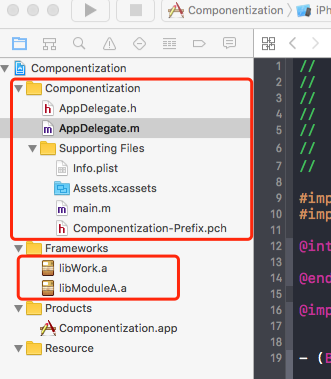 Componentization
iPh
Componentization
Componentization
AppDelegate.h
AppDelegate.m
Supporting Files
Info.plist
Assets.xcassets
main.m
Componentization-Prefix.pch
Frameworks
libWork.a
libModuleA.a
Products
Componentization.app
Resource
1 //
2 //
3 //
4 //
5 //
6 //
7 //
8
9 #imp
10 #imp
11
12 @int
13
14 @end
15
16 @imp
17
18
19 – (B